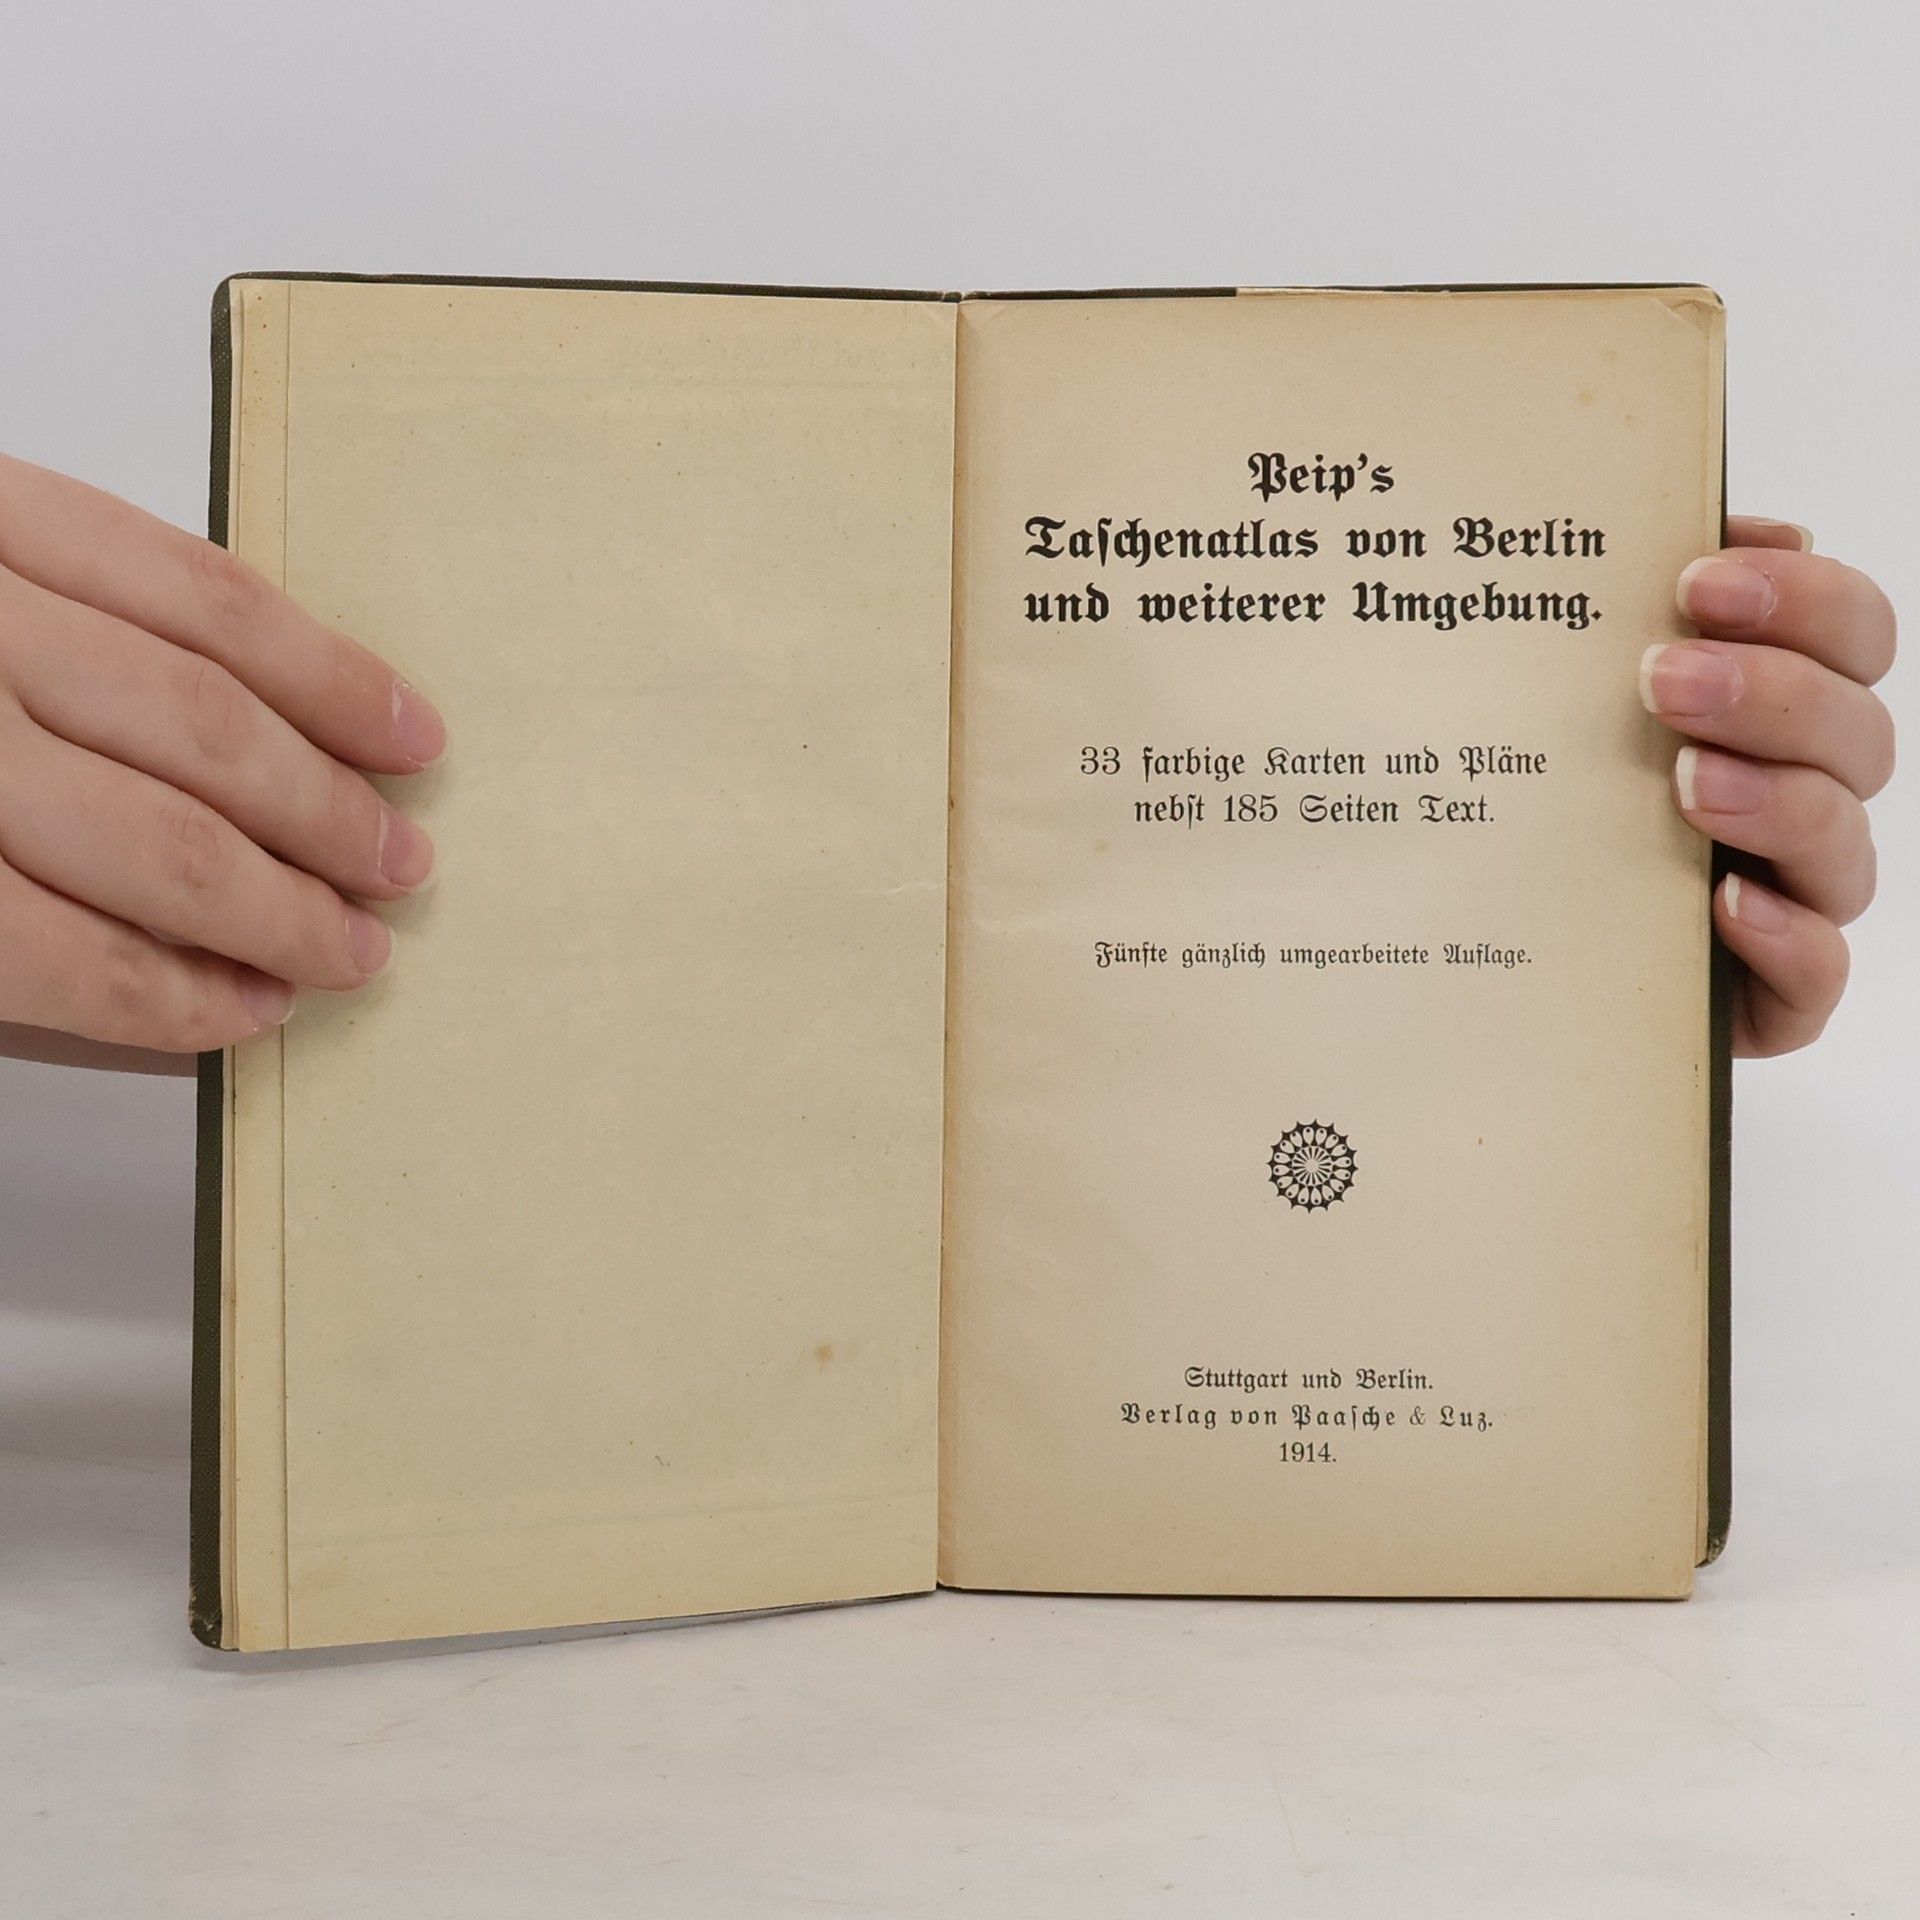 Peip's
Taſchenatlas von Berlin
und weiterer Umgebung.
33 farbige Karten und Pläne
nebſt 185 Seiten Text.
Fünfte gänzlich umgearbeitete Auflage.
Stuttgart und Berlin.
Verlag von Paaſche & Luz.
1914.